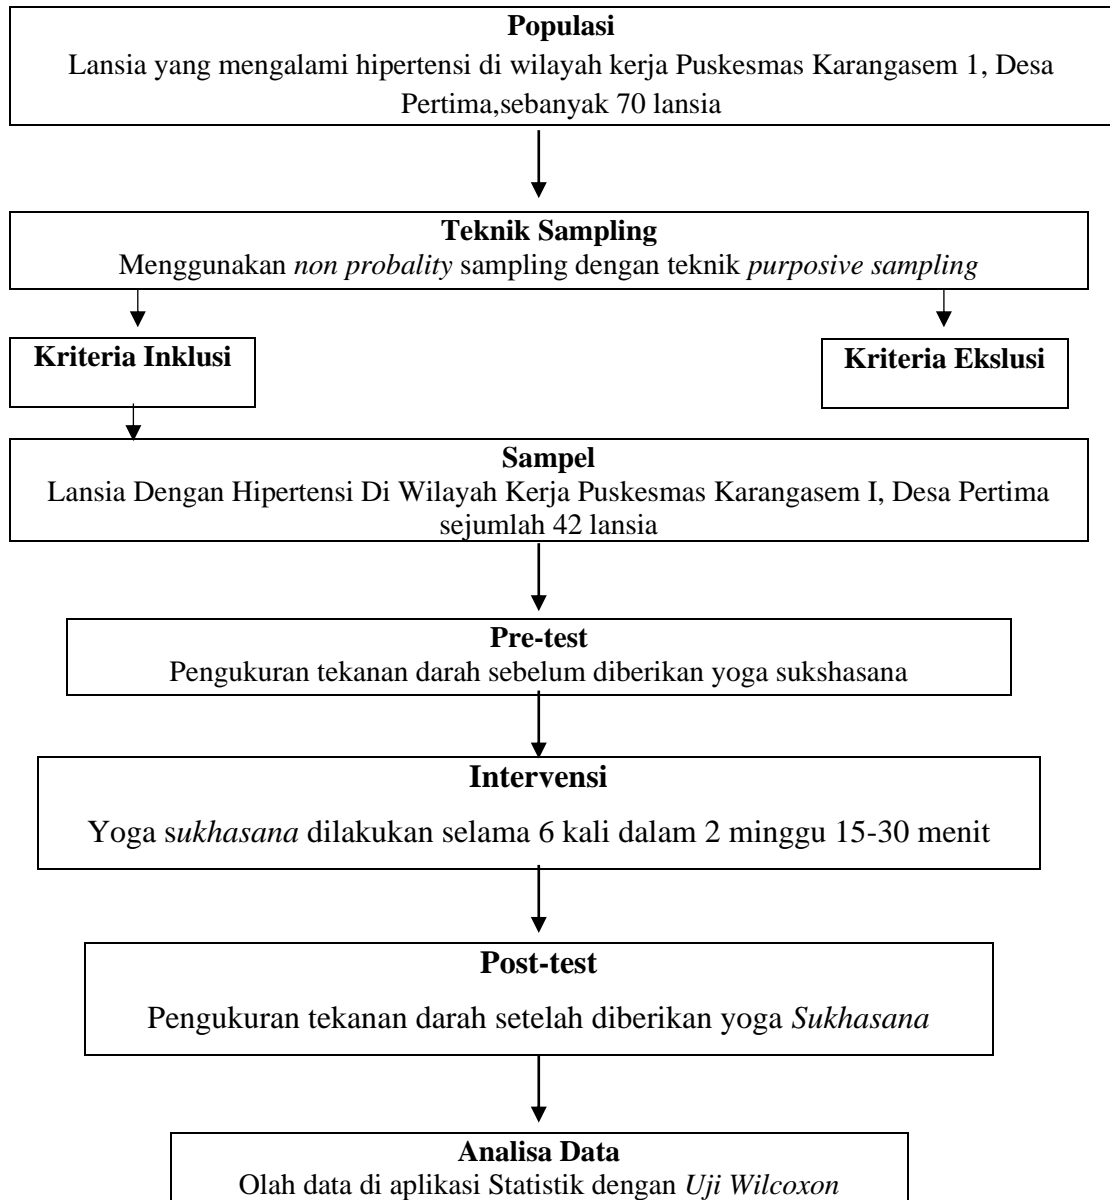 Populasi
Lansia yang mengalami hipertensi di wilayah kerja Puskesmas Karangasem 1, Desa
Pertima,sebanyak 70 lansia
Teknik Sampling
Menggunakan non probality sampling dengan teknik purposive sampling
Kriteria Inklusi
Kriteria Ekslusi
Sampel
Lansia Dengan Hipertensi Di Wilayah Kerja Puskesmas Karangasem I, Desa Pertima
sejumlah 42 lansia
Pre-test
Pengukuran tekanan darah sebelum diberikan yoga sukshasana
Intervensi
Yoga sukhasana dilakukan selama 6 kali dalam 2 minggu 15-30 menit
Post-test
Pengukuran tekanan darah setelah diberikan yoga Sukhasana
Analisa Data
Olah data di aplikasi Statistik dengan Uji Wilcoxon